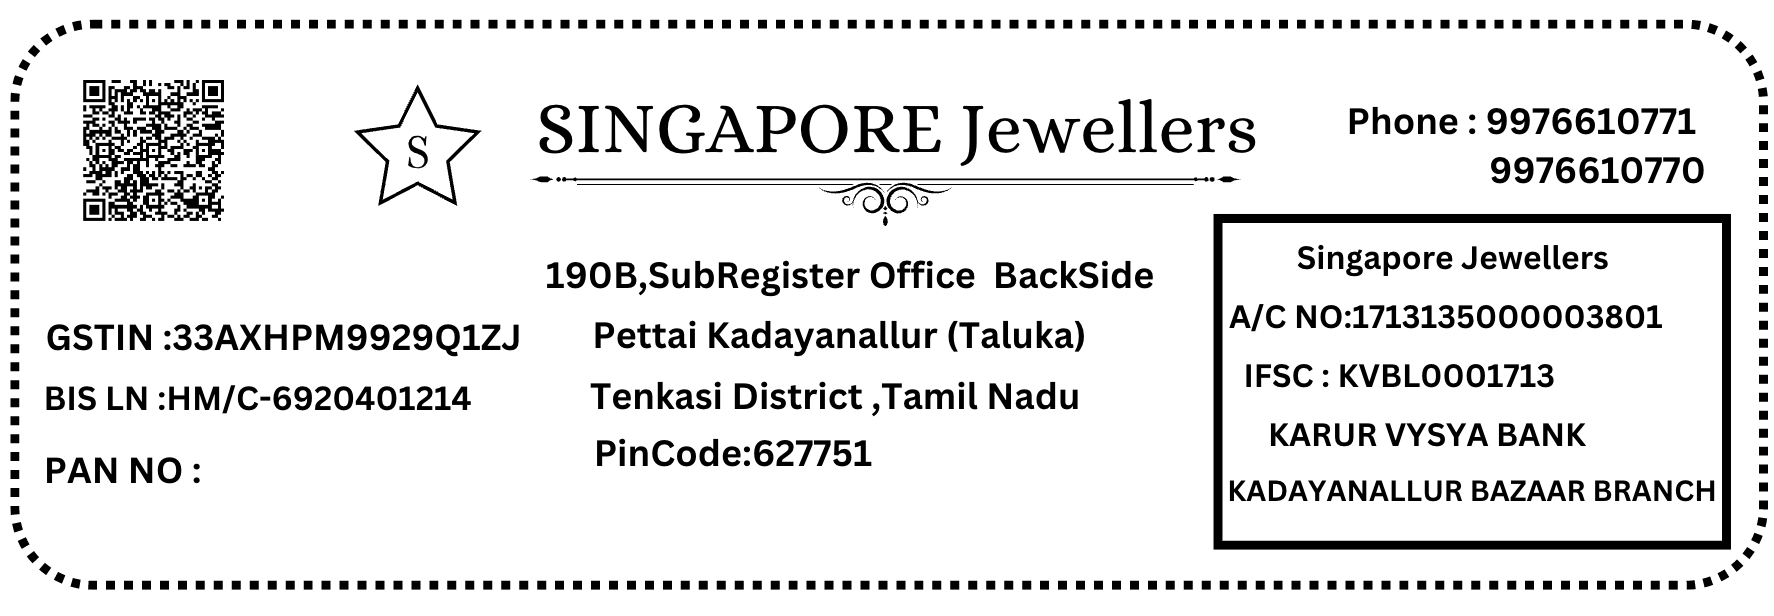 S
SINGAPORE Jewellers
Phone : 9976610771
9976610770
190B,SubRegister Office BackSide
Pettai Kadayanallur (Taluka)
Tenkasi District ,Tamil Nadu
PinCode:627751
GSTIN :33AXHPM9929Q1ZJ
BIS LN :HM/C-6920401214
PAN NO :
Singapore Jewellers
A/C NO:1713135000003801
IFSC : KVBL0001713
KARUR VYSYA BANK
KADAYANALLUR BAZAAR BRANCH